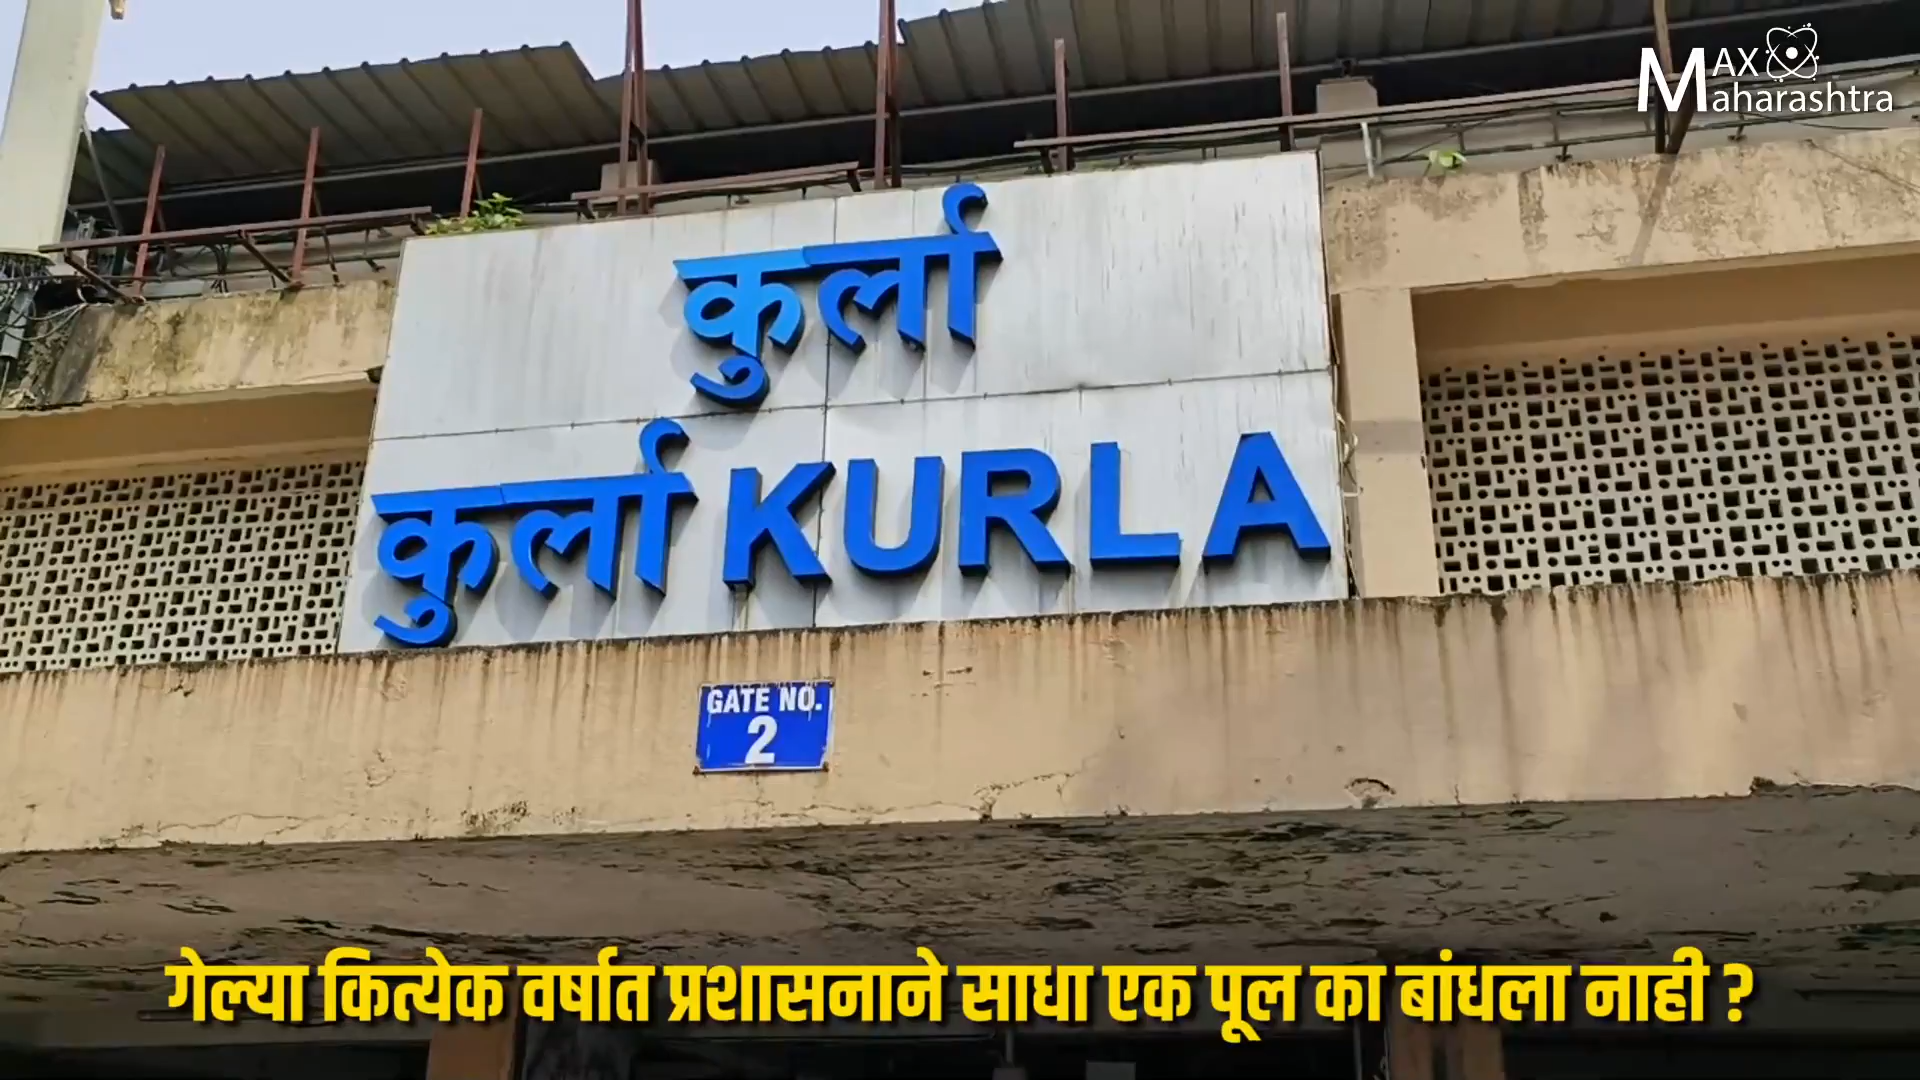 MAX
Maharashtra
कुर्ला
कुर्ला KURLA
GATE NO.
2
गेल्या कित्येक वर्षात प्रशासनाने साधा एक पूल का बांधला नाही ?